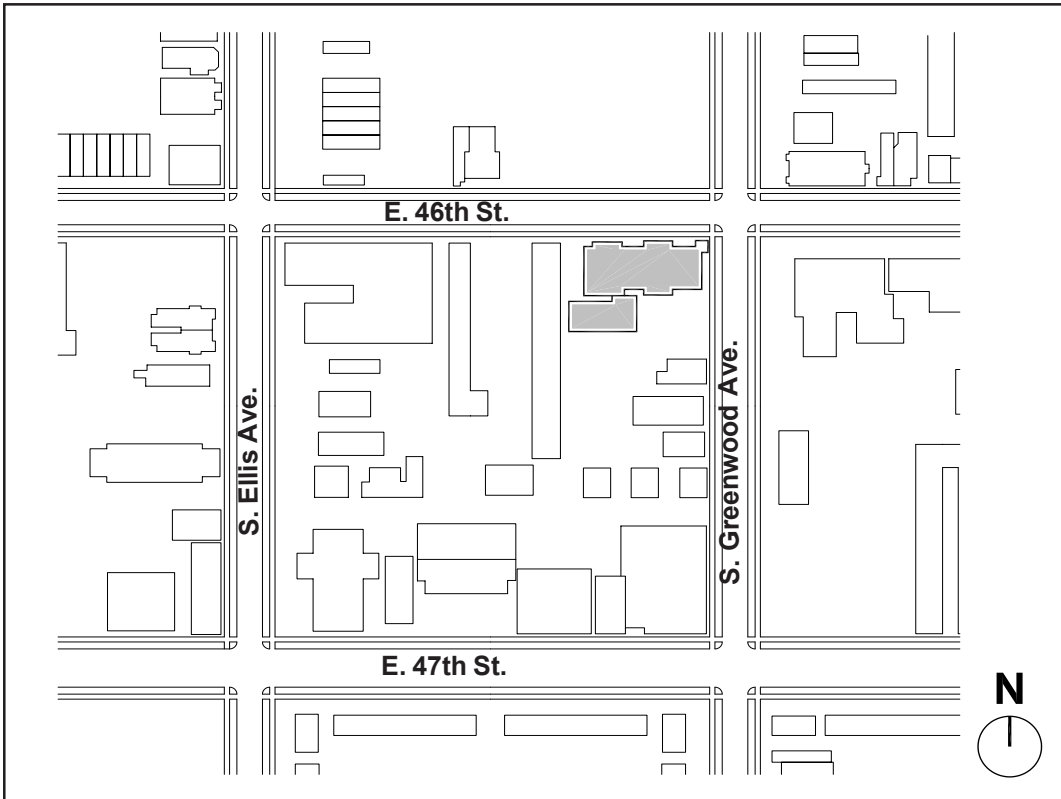 E. 46th St.
S. Ellis Ave.
S. Greenwood Ave.
E. 47th St.
N